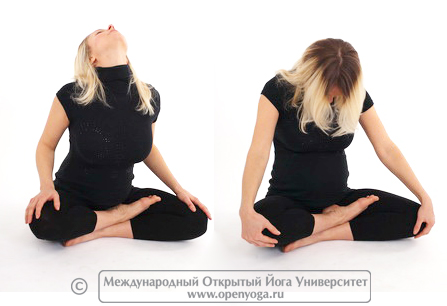 © Международный Открытый Йога Университет
www.openyoga.ru